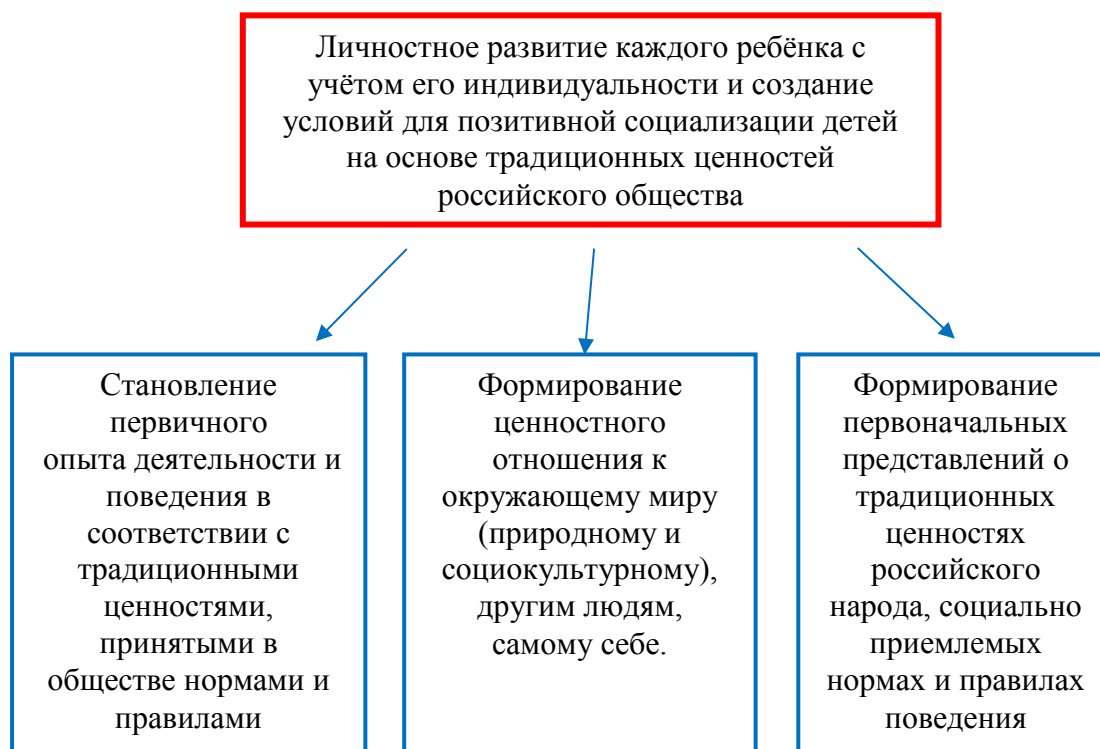 Личностное развитие каждого ребёнка с
учётом его индивидуальности и создание
условий для позитивной социализации детей
на основе традиционных ценностей
российского общества
Становление
первичного
опыта деятельности и
поведения в
соответствии с
традиционными
ценностями,
принятыми в
обществе нормами и
правилами
Формирование
ценностного
отношения к
окружающему миру
(природному и
социокультурному),
другим людям,
самому себе.
Формирование
первоначальных
представлений о
традиционных
ценностях
российского
народа, социально
приемлемых
нормах и правилах
поведения